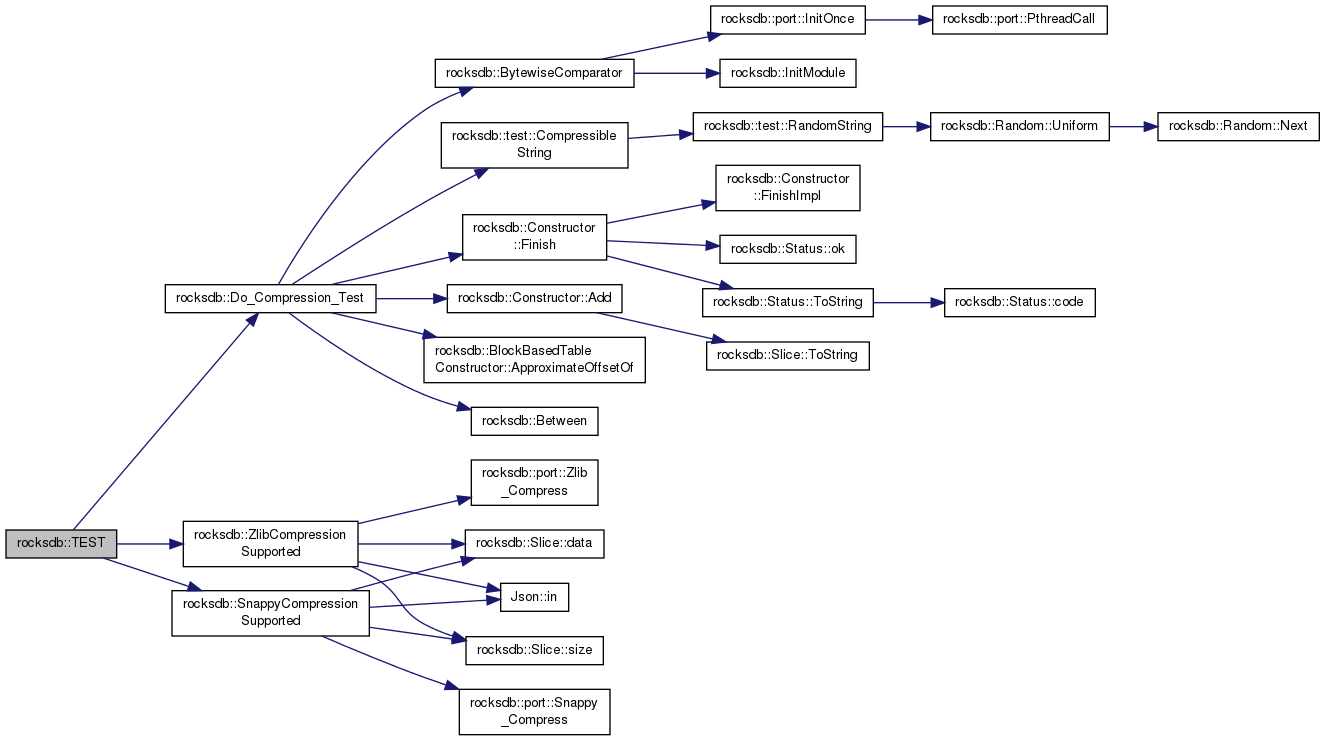 rocksdb::TEST
rocksdb::Do_Compression_Test
rocksdb::ZlibCompression
Supported
rocksdb::SnappyCompression
Supported
rocksdb::BytewiseComparator
rocksdb::test::Compressible
String
rocksdb::Constructor
::Finish
rocksdb::Constructor::Add
rocksdb::BlockBasedTable
Constructor::ApproximateOffsetOf
rocksdb::Between
rocksdb::port::Zlib
_Compress
rocksdb::Slice::data
Json::in
rocksdb::Slice::size
rocksdb::port::Snappy
_Compress
rocksdb::port::InitOnce
rocksdb::InitModule
rocksdb::test::RandomString
rocksdb::Constructor
::FinishImpl
rocksdb::Status::ok
rocksdb::Status::ToString
rocksdb::Slice::ToString
rocksdb::port::PthreadCall
rocksdb::Random::Uniform
rocksdb::Status::code
rocksdb::Random::Next